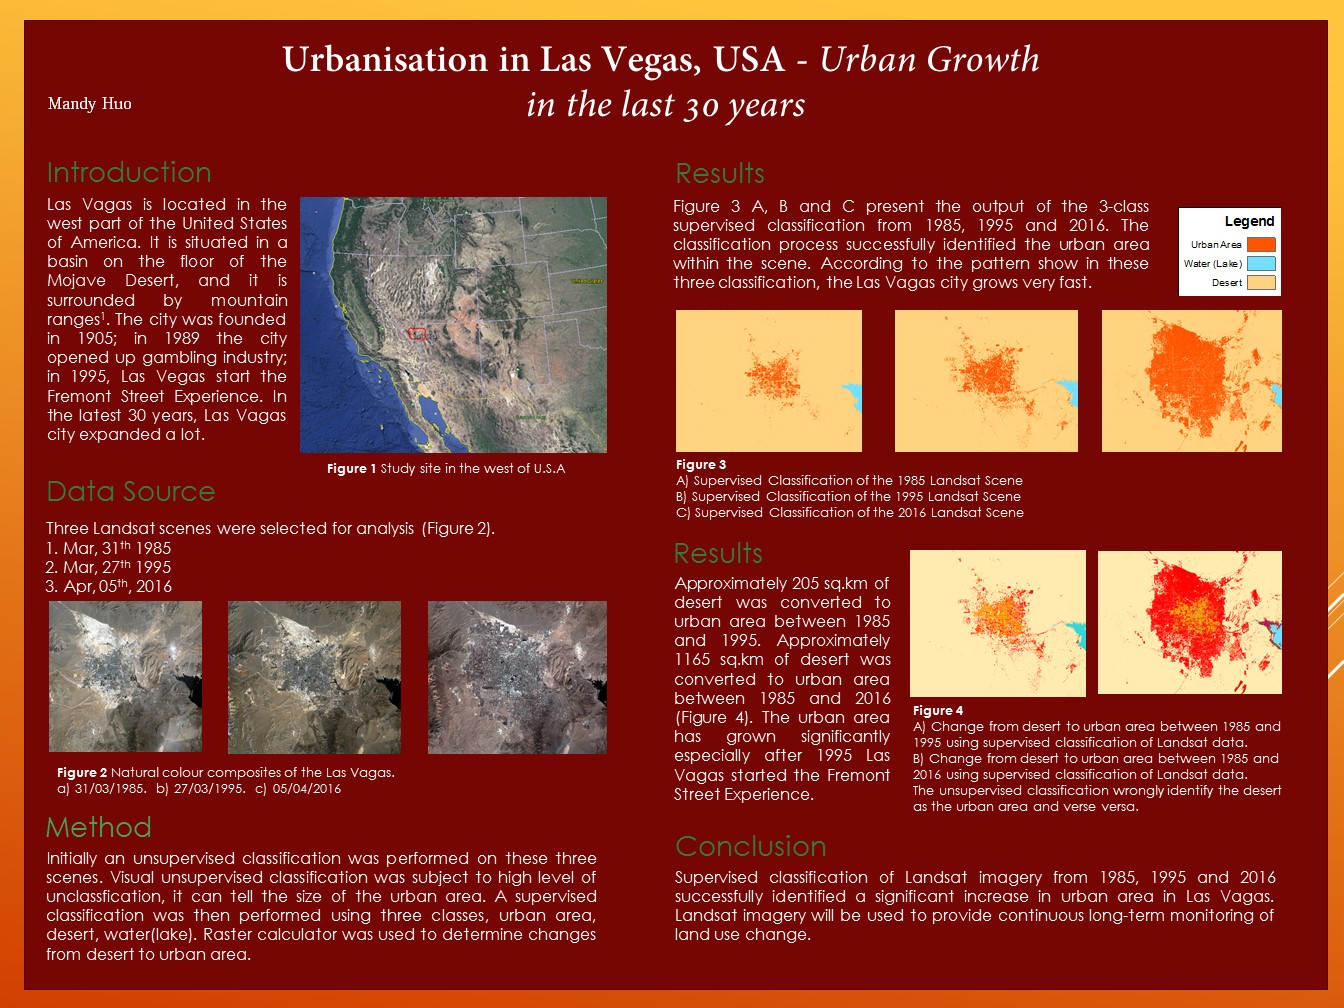 Urbanisation in Las Vegas, USA - Urban Growth
in the last 30 years
Mandy Huo
Introduction
Las Vagas is located in the
west part of the United States
of America. It is situated in a
basin on the floor of the
Mojave Desert, and it is
surrounded by mountain
ranges¹. The city was founded
in 1905; in 1989 the city
opened up gambling industry;
in 1995, Las Vegas start the
Fremont Street Experience. In
the latest 30 years, Las Vagas
city expanded a lot.
Figure 1 Study site in the west of U.S.A
Data Source
Three Landsat scenes were selected for analysis (Figure 2).
1. Mar, 31th 1985
2. Mar, 27th 1995
3. Apr, 05th, 2016
Figure 2 Natural colour composites of the Las Vagas.
a) 31/03/1985. b) 27/03/1995. c) 05/04/2016
Method
Initially an unsupervised classification was performed on these three
scenes. Visual unsupervised classification was subject to high level of
unclassfication, it can tell the size of the urban area. A supervised
classification was then performed using three classes, urban area,
desert, water(lake). Raster calculator was used to determine changes
from desert to urban area.
Results
Figure 3 A, B and C present the output of the 3-class
supervised classification from 1985, 1995 and 2016. The
classification process successfully identified the urban area
within the scene. According to the pattern show in these
three classification, the Las Vagas city grows very fast.
Legend
Urban Area
Water (Lake)
Desert
Figure 3
A) Supervised Classification of the 1985 Landsat Scene
B) Supervised Classification of the 1995 Landsat Scene
C) Supervised Classification of the 2016 Landsat Scene
Results
Approximately 205 sq.km of
desert was converted to
urban area between 1985
and 1995. Approximately
1165 sq.km of desert was
converted to urban area
between 1985 and 2016
(Figure 4). The urban area
has grown significantly
especially after 1995 Las
Vagas started the Fremont
Street Experience.
Figure 4
A) Change from desert to urban area between 1985 and
1995 using supervised classification of Landsat data.
B) Change from desert to urban area between 1985 and
2016 using supervised classification of Landsat data.
The unsupervised classification wrongly identify the desert
as the urban area and verse versa.
Conclusion
Supervised classification of Landsat imagery from 1985, 1995 and 2016
successfully identified a significant increase in urban area in Las Vagas.
Landsat imagery will be used to provide continuous long-term monitoring of
land use change.